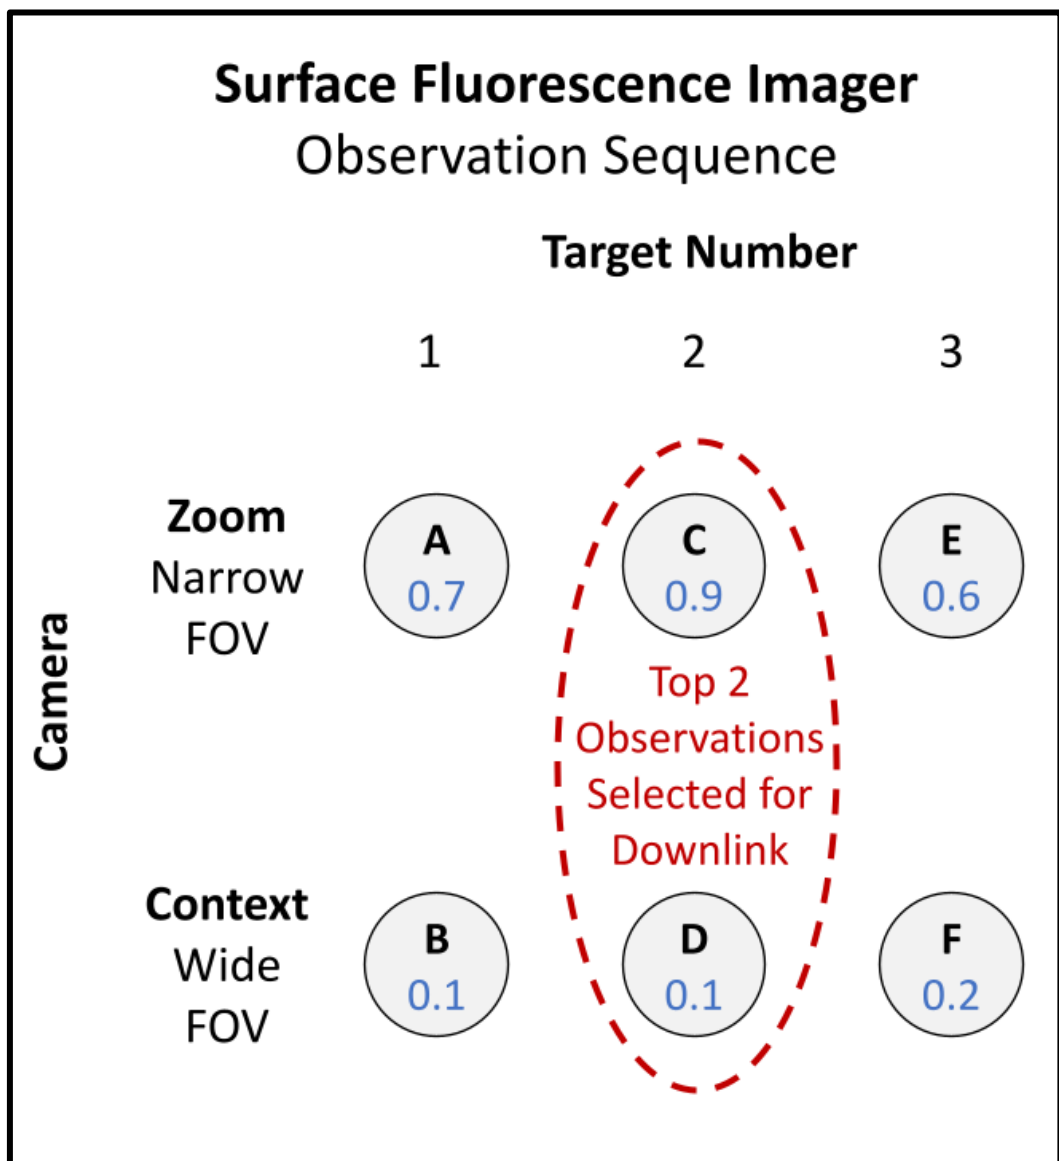 Surface Fluorescence Imager
Observation Sequence
Target Number
1 2 3
Camera
Zoom
Narrow
FOV
A
0.7
C
0.9
E
0.6
Top 2
Observations
Selected for
Downlink
Context
Wide
FOV
B
0.1
D
0.1
F
0.2